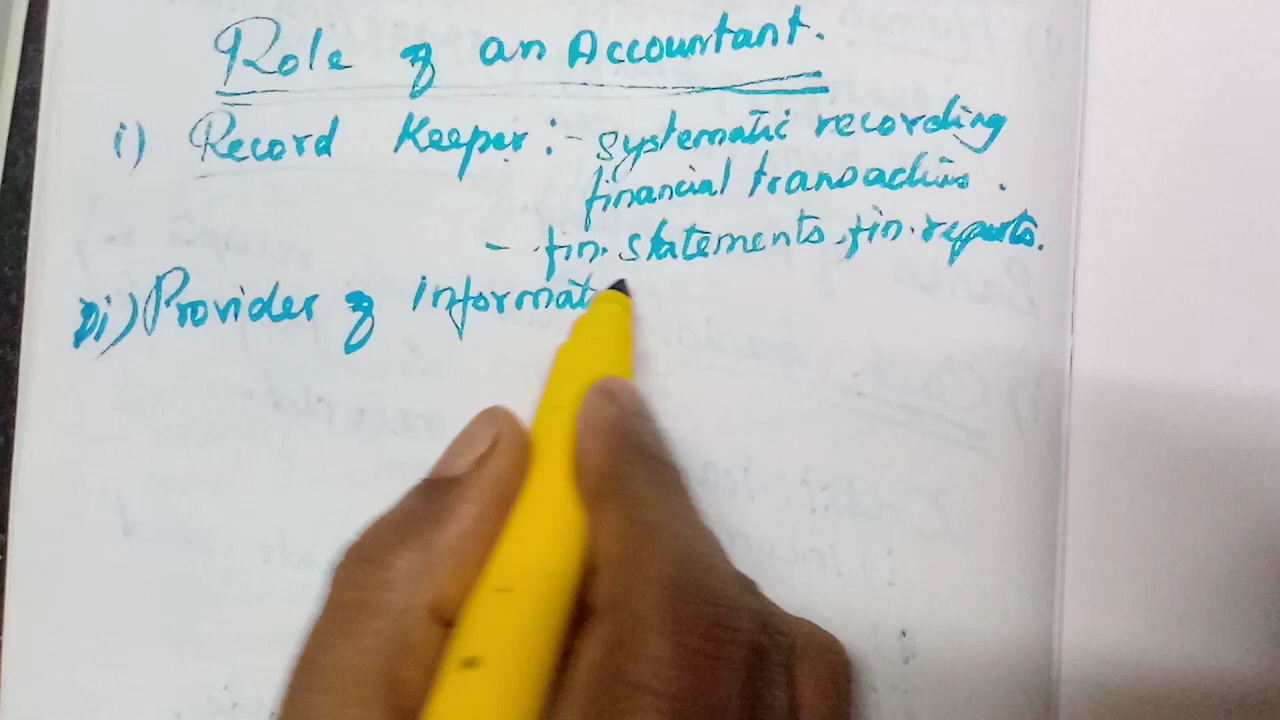 Role of an Accountant.
i) Record Keeper :- systematic recording
financial transactions.
- fin. statements, fin. reports.
ii) Provider of Informat